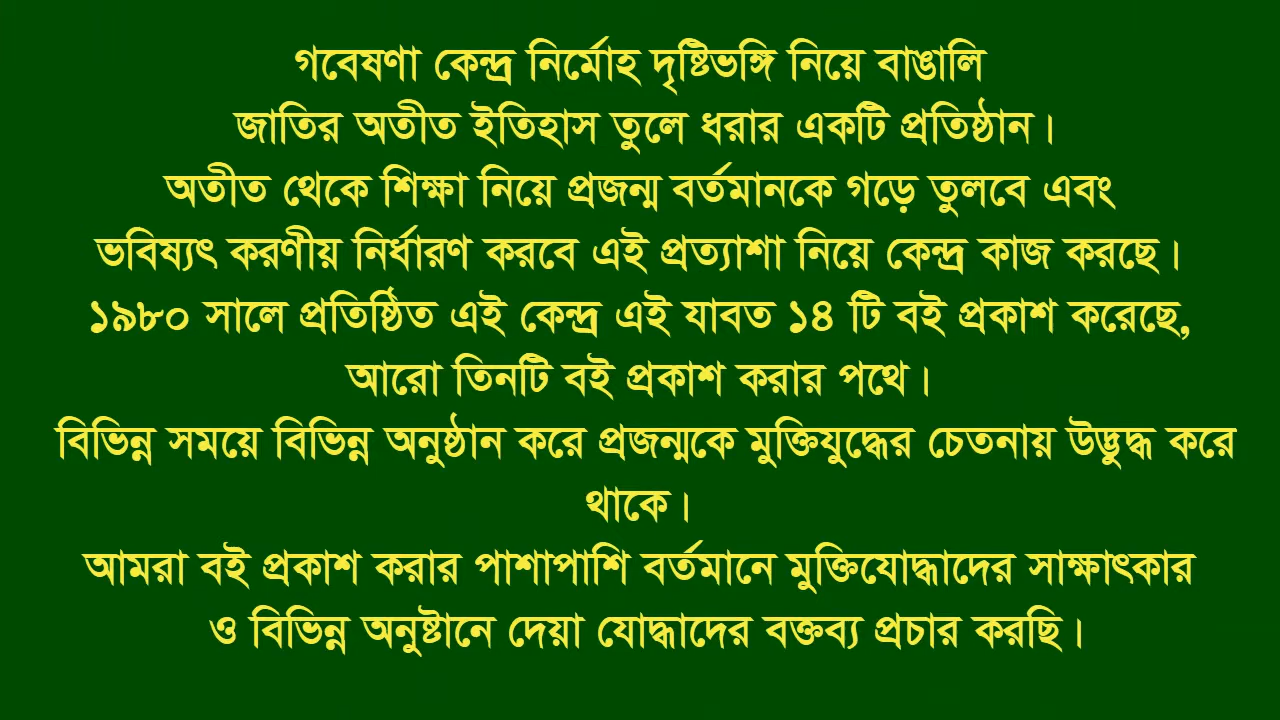 গবেষণা কেন্দ্র নির্মোহ দৃষ্টিভঙ্গি নিয়ে বাঙালি
জাতির অতীত ইতিহাস তুলে ধরার একটি প্রতিষ্ঠান।
অতীত থেকে শিক্ষা নিয়ে প্রজন্ম বর্তমানকে গড়ে তুলবে এবং
ভবিষ্যৎ করণীয় নির্ধারণ করবে এই প্রত্যাশা নিয়ে কেন্দ্র কাজ করছে।
১৯৮০ সালে প্রতিষ্ঠিত এই কেন্দ্র এই যাবত ১৪ টি বই প্রকাশ করেছে,
আরো তিনটি বই প্রকাশ করার পথে।
বিভিন্ন সময়ে বিভিন্ন অনুষ্ঠান করে প্রজন্মকে মুক্তিযুদ্ধের চেতনায় উদ্ভুদ্ধ করে
থাকে।
আমরা বই প্রকাশ করার পাশাপাশি বর্তমানে মুক্তিযোদ্ধাদের সাক্ষাৎকার
ও বিভিন্ন অনুষ্টানে দেয়া যোদ্ধাদের বক্তব্য প্রচার করছি।